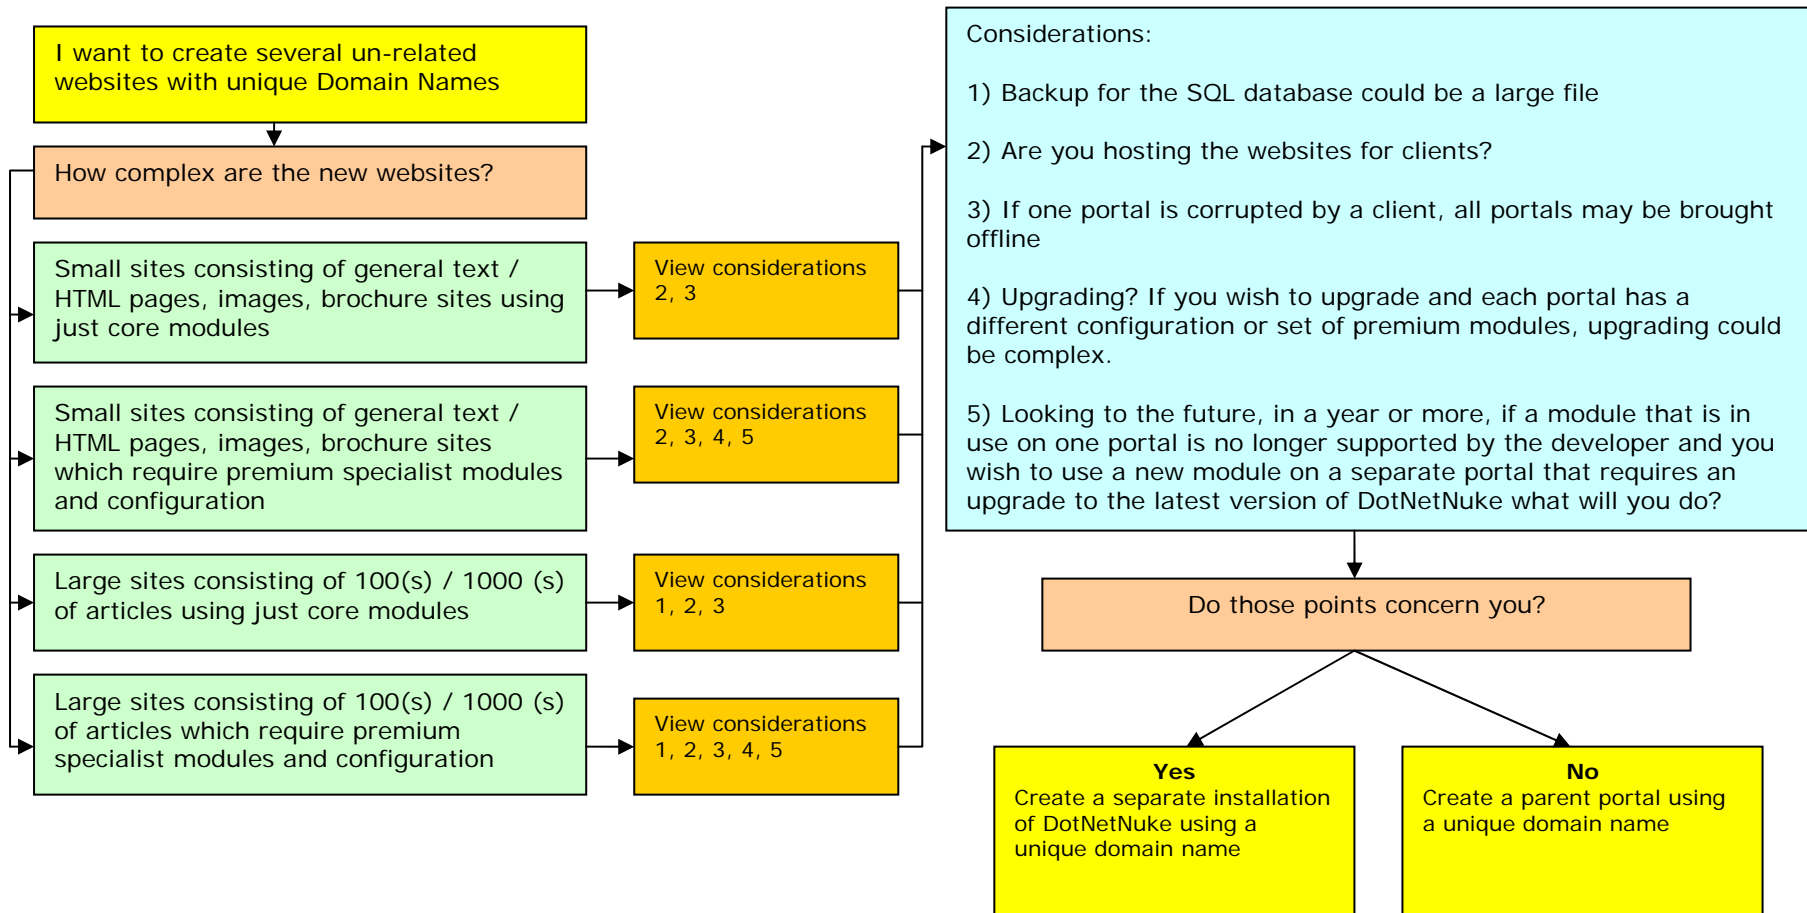 I want to create several un-related
websites with unique Domain Names
How complex are the new websites?
Small sites consisting of general text /
HTML pages, images, brochure sites using
just core modules
View considerations
2, 3
Small sites consisting of general text /
HTML pages, images, brochure sites
which require premium specialist modules
and configuration
View considerations
2, 3, 4, 5
Large sites consisting of 100(s) / 1000 (s)
of articles using just core modules
View considerations
1, 2, 3
Large sites consisting of 100(s) / 1000 (s)
of articles which require premium
specialist modules and configuration
View considerations
1, 2, 3, 4, 5
Considerations:
1) Backup for the SQL database could be a large file
2) Are you hosting the websites for clients?
3) If one portal is corrupted by a client, all portals may be brought
offline
4) Upgrading? If you wish to upgrade and each portal has a
different configuration or set of premium modules, upgrading could
be complex.
5) Looking to the future, in a year or more, if a module that is in
use on one portal is no longer supported by the developer and you
wish to use a new module on a separate portal that requires an
upgrade to the latest version of DotNetNuke what will you do?
Do those points concern you?
Yes
Create a separate installation
of DotNetNuke using a
unique domain name
No
Create a parent portal using
a unique domain name